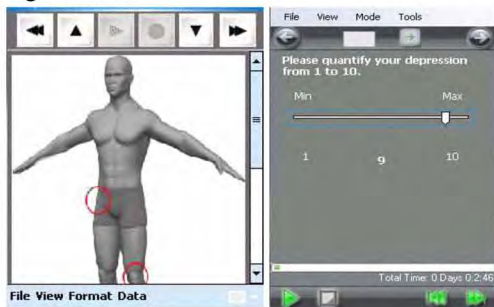 File View Format Data
File View Mode Tools
Please quantify your depression
from 1 to 10.
Min Max
1 9 10
Total Time: 0 Days 0:2:46